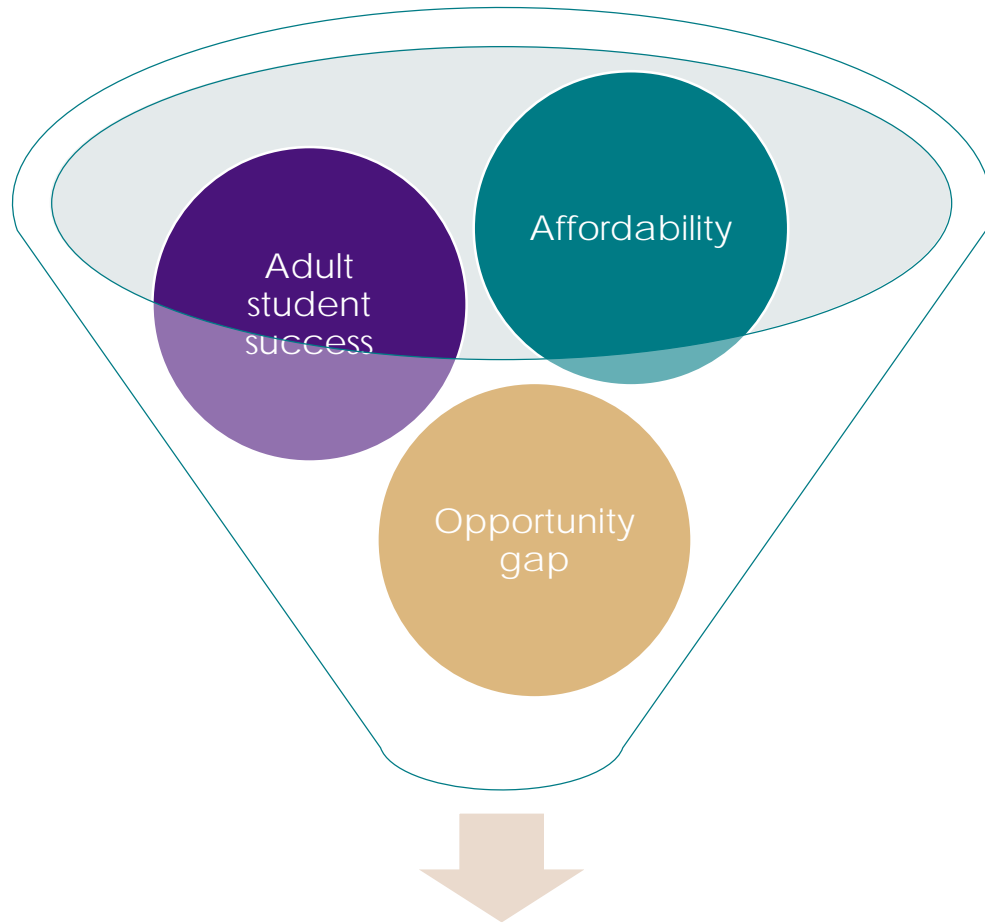 Adult
student
success
Affordability
Opportunity
gap